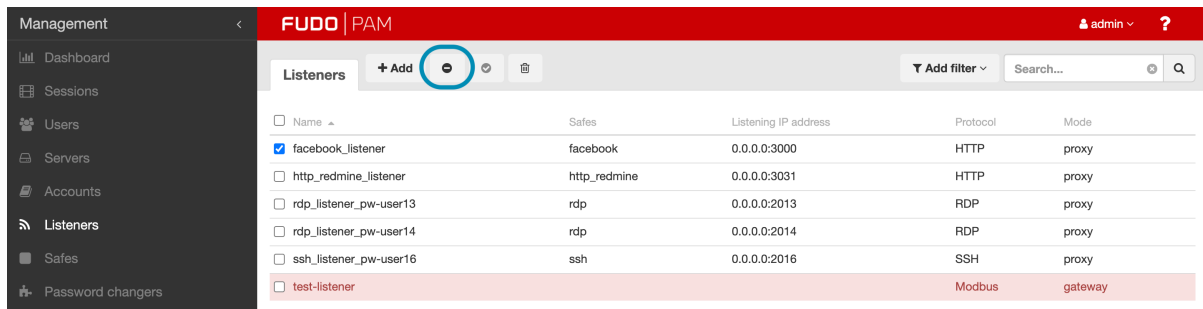 Management
FUDO PAM
admin
?
Dashboard
Sessions
Users
Servers
Accounts
Listeners
Safes
Password changers
Listeners
+ Add
Add filter
Search...
Name Safes Listening IP address Protocol Mode
facebook_listener facebook 0.0.0.0:3000 HTTP proxy
http_redmine_listener http_redmine 0.0.0.0:3031 HTTP proxy
rdp_listener_pw-user13 rdp 0.0.0.0:2013 RDP proxy
rdp_listener_pw-user14 rdp 0.0.0.0:2014 RDP proxy
ssh_listener_pw-user16 ssh 0.0.0.0:2016 SSH proxy
test-listener Modbus gateway